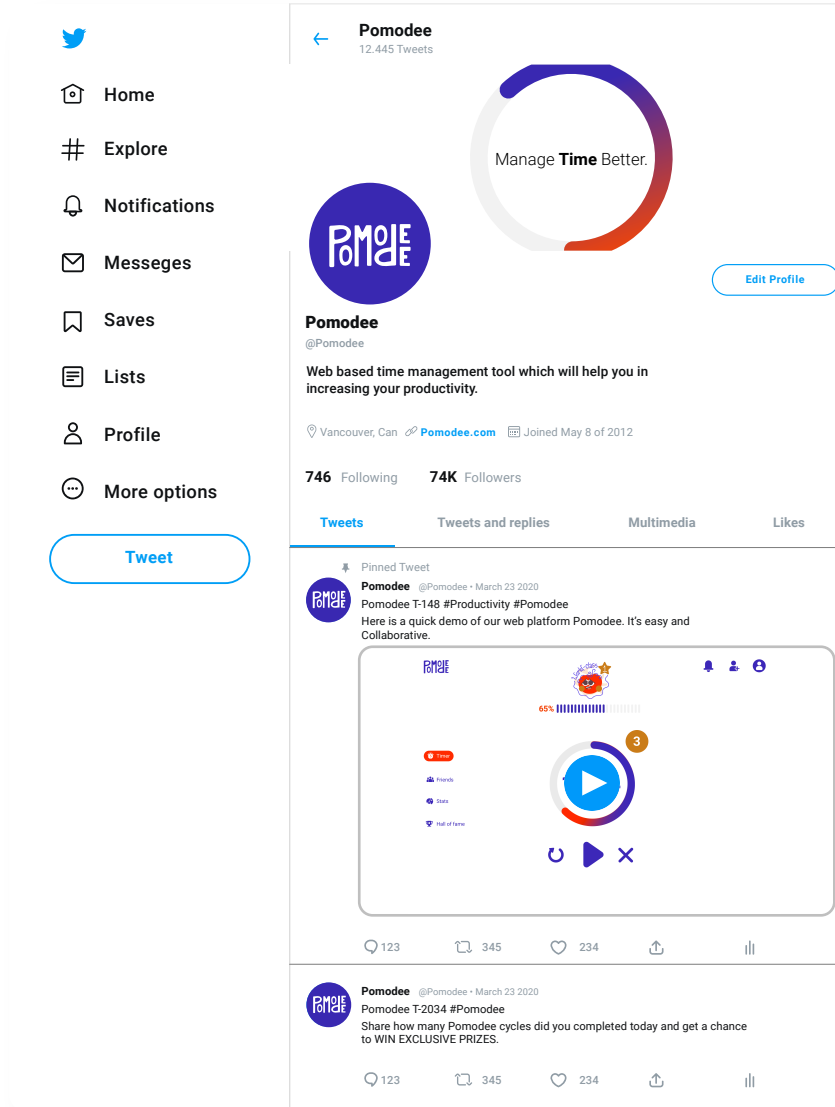 Home
Explore
Notifications
Messeges
Saves
Lists
Profile
More options
Tweet
Pomodee
12.445 Tweets
Manage Time Better.
POMODEE
Edit Profile
Pomodee
@Pomodee
Web based time management tool which will help you in
increasing your productivity.
Vancouver, Can Pomodee.com Joined May 8 of 2012
746 Following 74K Followers
Tweets Tweets and replies Multimedia Likes
Pinned Tweet
POMODEE
Pomodee @Pomodee • March 23 2020
Pomodee T-148 #Productivity #Pomodee
Here is a quick demo of our web platform Pomodee. It's easy and
Collaborative.
POMODEE
65%
3
Timer
Friends
Stats
Hall of fame
123 345 234
POMODEE
Pomodee @Pomodee • March 23 2020
Pomodee T-2034 #Pomodee
Share how many Pomodee cycles did you completed today and get a chance
to WIN EXCLUSIVE PRIZES.
123 345 234